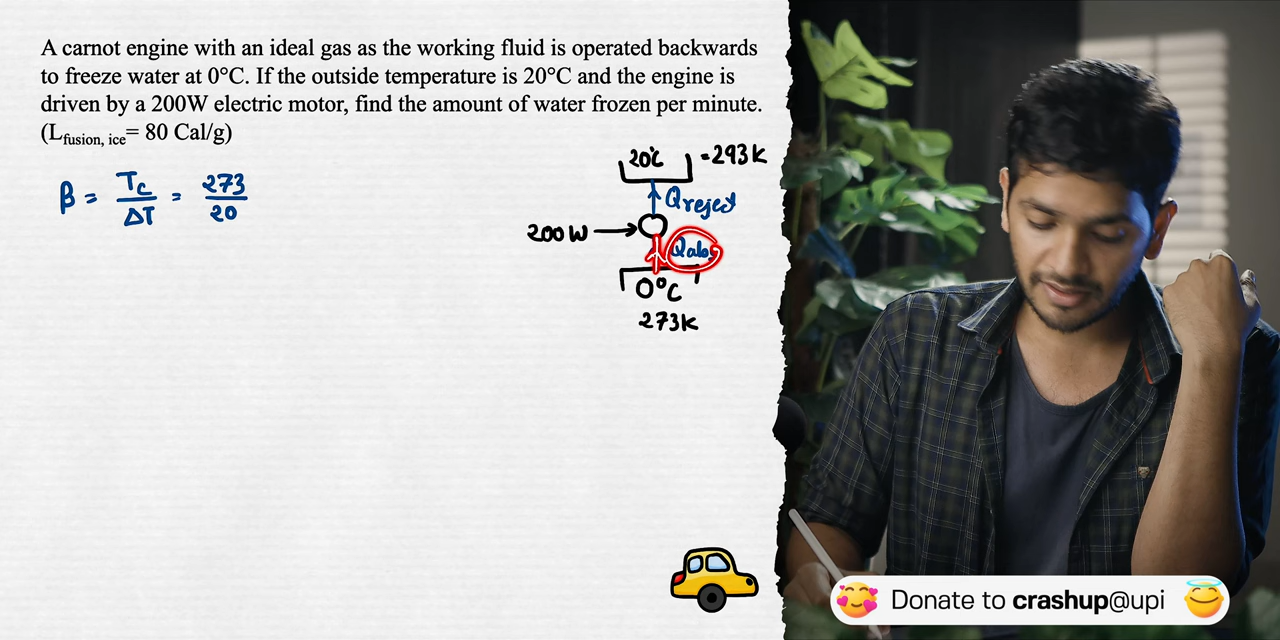 A carnot engine with an ideal gas as the working fluid is operated backwards
to freeze water at 0°C. If the outside temperature is 20°C and the engine is
driven by a 200W electric motor, find the amount of water frozen per minute.
(Lfusion, ice= 80 Cal/g)
β = Tc / ΔT = 273 / 20
20°C = 293K
Qreject
200W →
Qabs
0°C
273K
Donate to crashup@upi